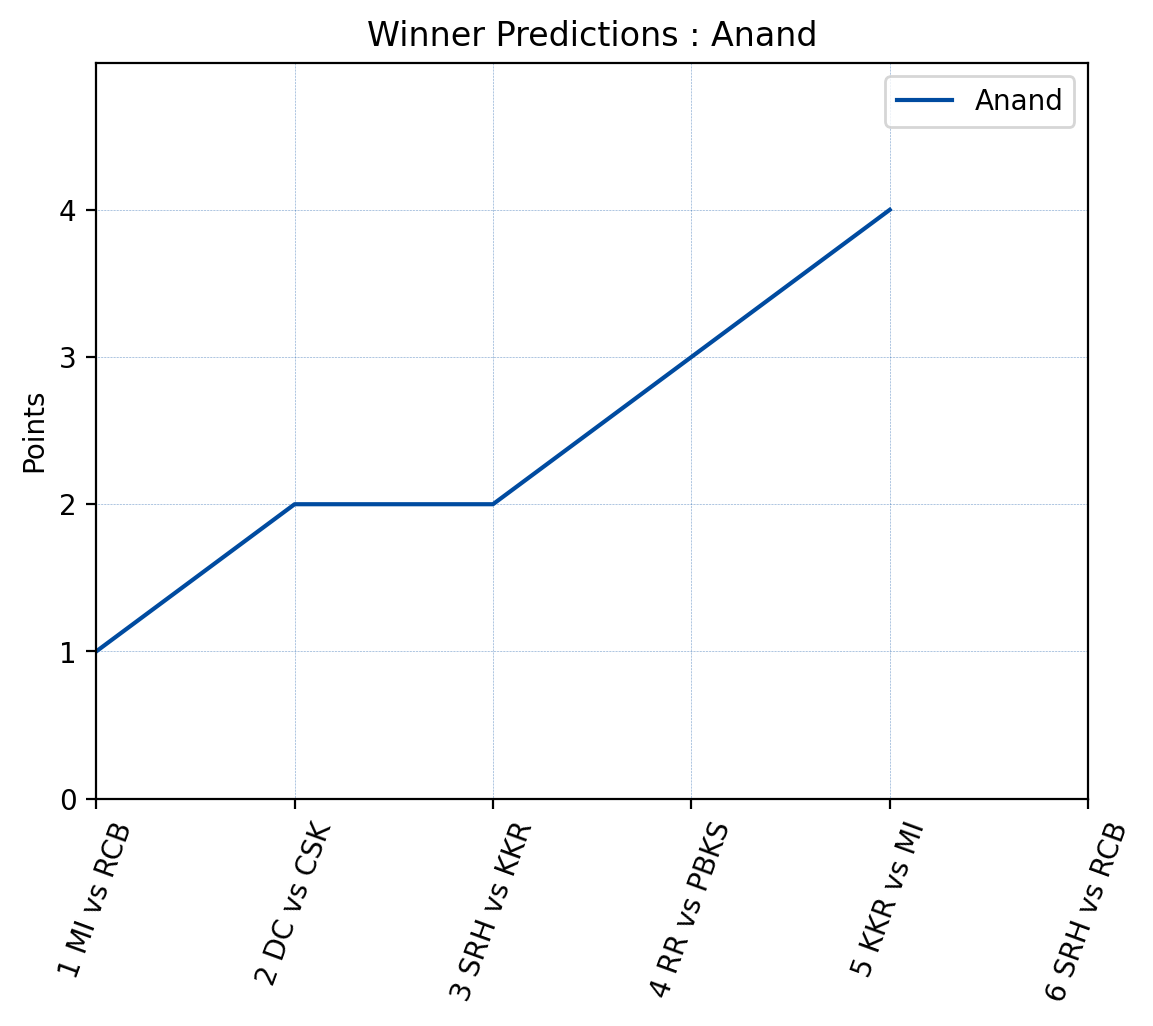 Winner Predictions : Anand
Anand
Points
4
3
2
1
0
1 MI vs RCB
2 DC vs CSK
3 SRH vs KKR
4 RR vs PBKS
5 KKR vs MI
6 SRH vs RCB